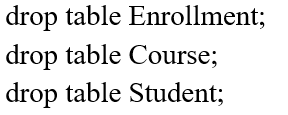 drop table Enrollment;
drop table Course;
drop table Student;